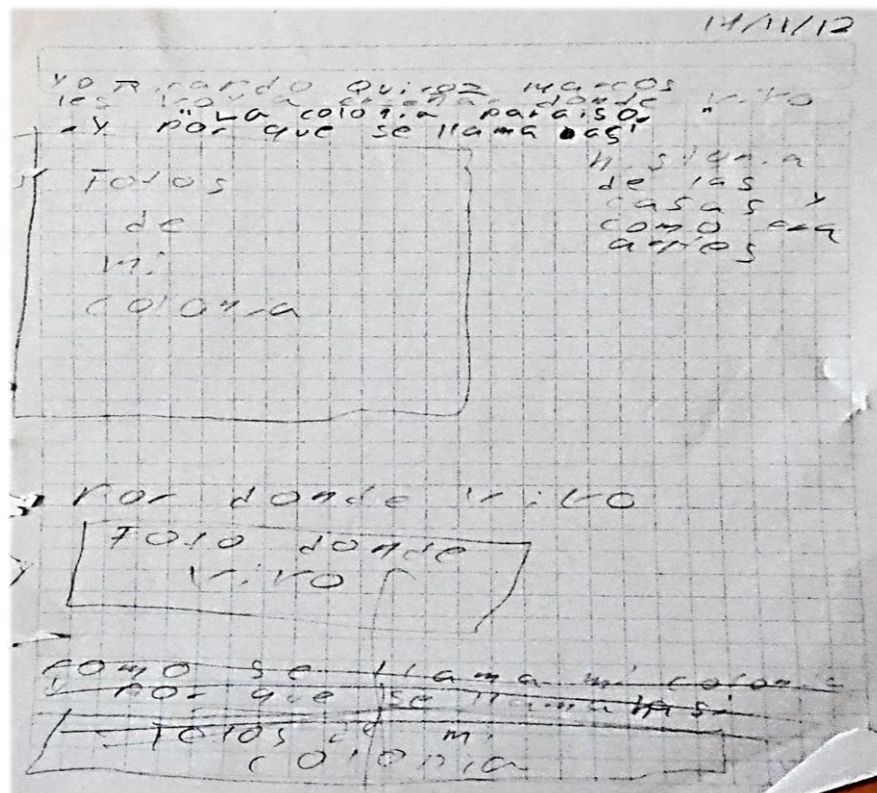 14/11/12
yo Ricardo Quiroz Marcos
les voy a enseñar donde vivo
"La colonia paraiso"
- y por que se llama asi
Fotos
de
mi
colonia
historia
de las
casas y
como era
antes
Por donde vivo
Foto donde
vivo
como se llama mi colonia
y por que se llama asi
Fotos de mi
colonia